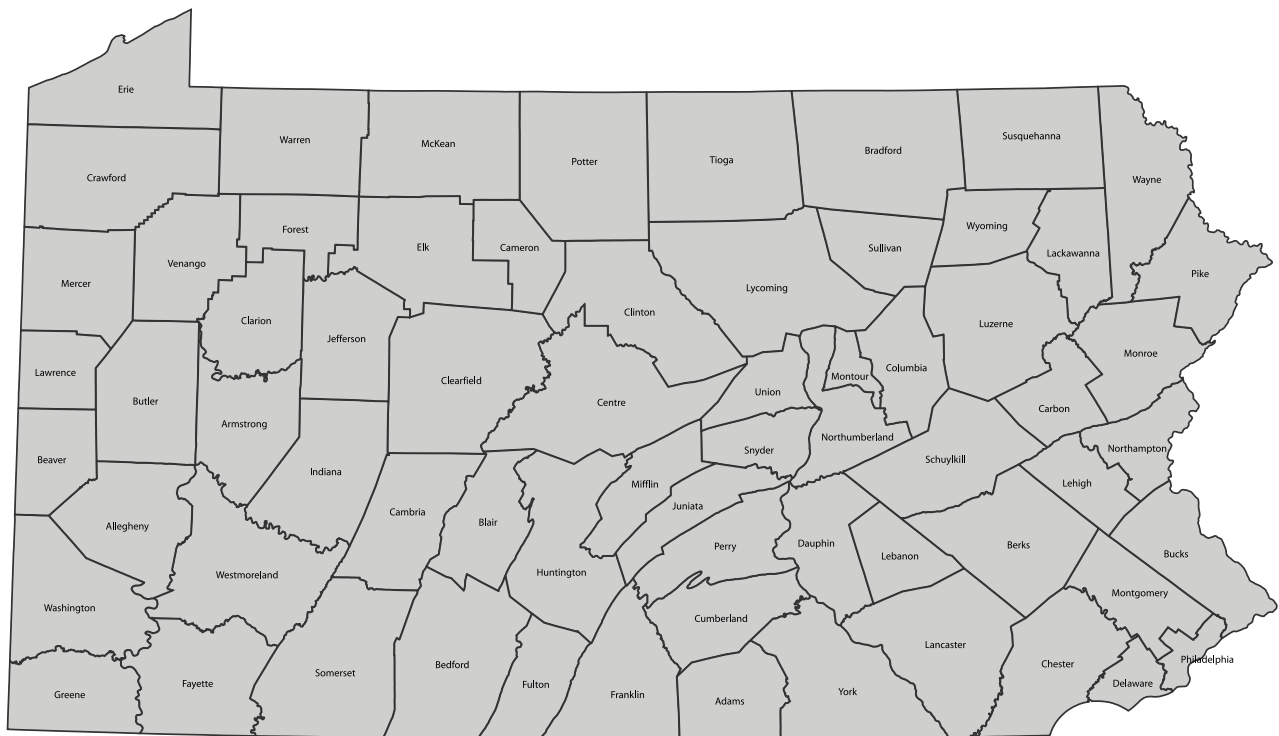 Erie
Warren
McKean
Potter
Tioga
Bradford
Susquehanna
Wayne
Crawford
Forest
Elk
Cameron
Sullivan
Wyoming
Lackawanna
Pike
Mercer
Venango
Clarion
Jefferson
Clinton
Lycoming
Luzerne
Monroe
Lawrence
Butler
Armstrong
Clearfield
Centre
Union
Montour
Columbia
Carbon
Beaver
Indiana
Snyder
Northumberland
Schuylkill
Northampton
Lehigh
Allegheny
Cambria
Blair
Mifflin
Juniata
Perry
Dauphin
Lebanon
Berks
Bucks
Washington
Westmoreland
Huntington
Cumberland
Montgomery
Greene
Fayette
Somerset
Bedford
Fulton
Franklin
Adams
York
Lancaster
Chester
Delaware
Philadelphia